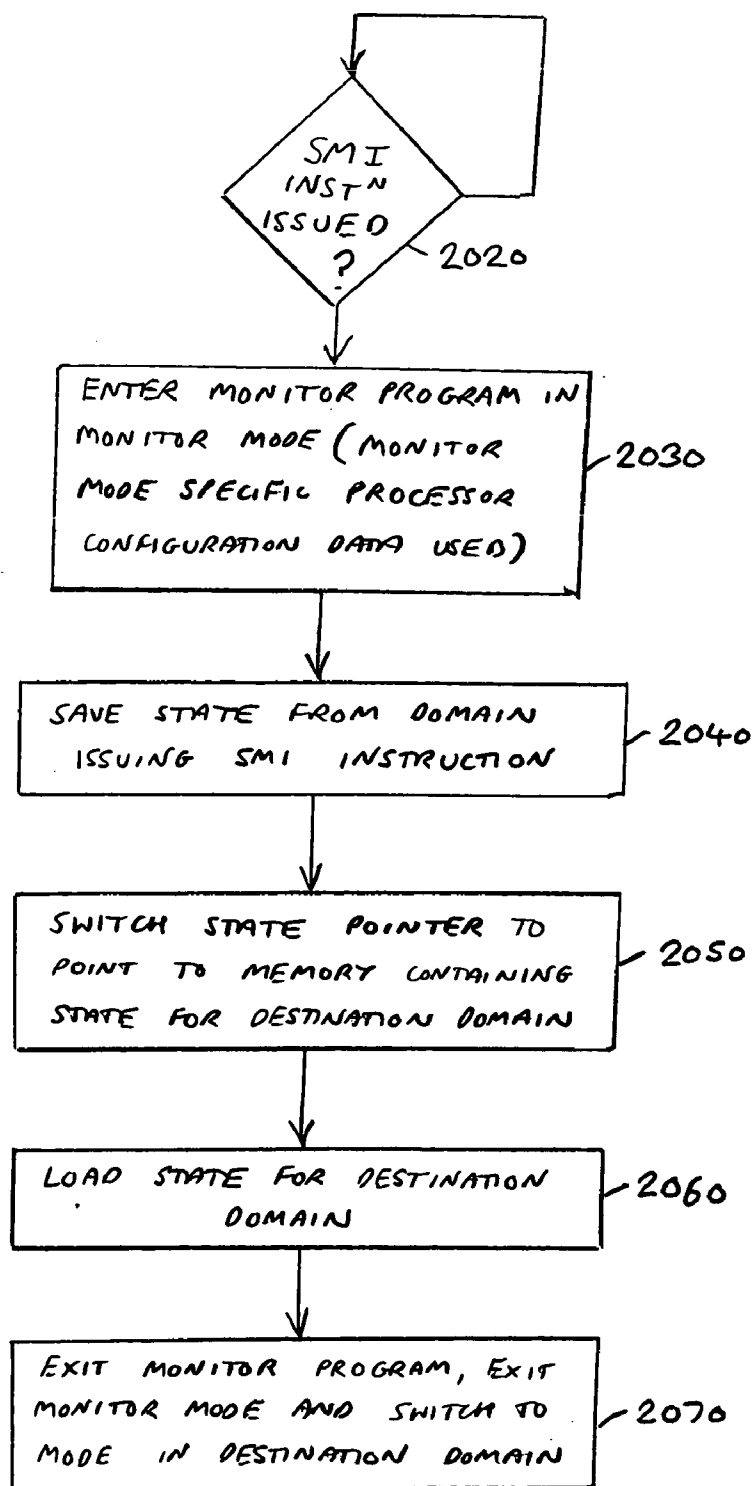 SMI
INSTN
ISSUED
?
2020
ENTER MONITOR PROGRAM IN
MONITOR MODE (MONITOR
MODE SPECIFIC PROCESSOR
CONFIGURATION DATA USED)
2030
SAVE STATE FROM DOMAIN
ISSUING SMI INSTRUCTION
2040
SWITCH STATE POINTER TO
POINT TO MEMORY CONTAINING
STATE FOR DESTINATION DOMAIN
2050
LOAD STATE FOR DESTINATION
DOMAIN
2060
EXIT MONITOR PROGRAM, EXIT
MONITOR MODE AND SWITCH TO
MODE IN DESTINATION DOMAIN
2070